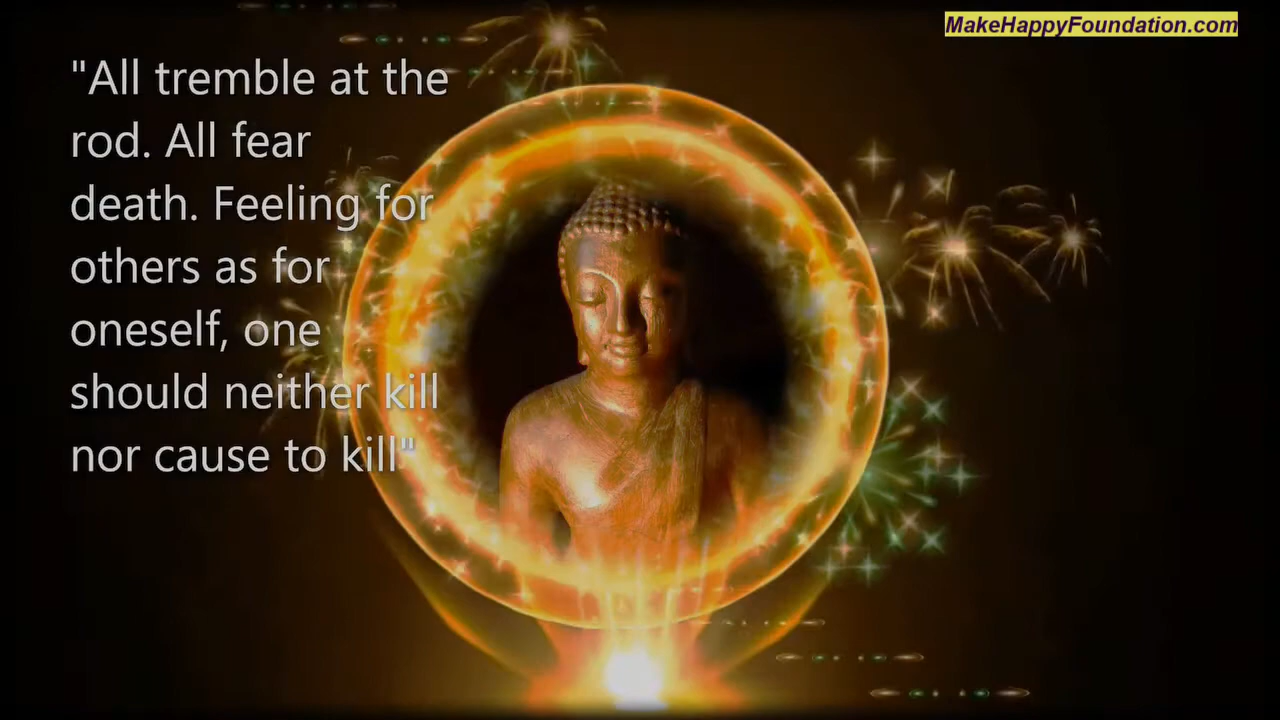 MakeHappyFoundation.com
"All tremble at the
rod. All fear
death. Feeling for
others as for
oneself, one
should neither kill
nor cause to kill"